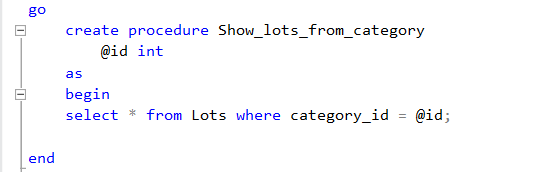 go
create procedure Show_lots_from_category
@id int
as
begin
select * from Lots where category_id = @id;
end